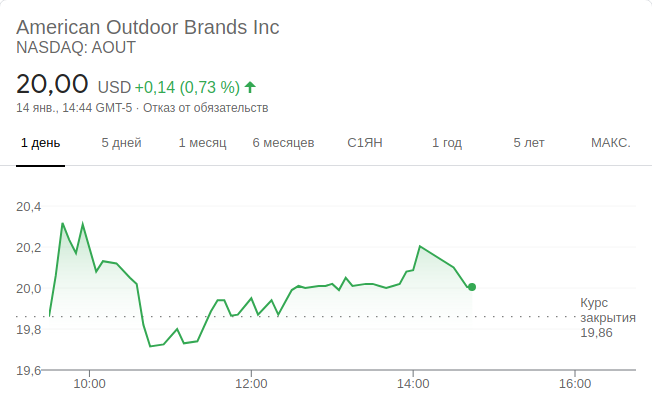 American Outdoor Brands Inc
NASDAQ: AOUT
20,00 USD +0,14 (0,73 %)
14 янв., 14:44 GMT-5 · Отказ от обязательств
1 день 5 дней 1 месяц 6 месяцев С1ЯН 1 год 5 лет МАКС.
20,4
20,2
20,0
19,8
19,6
Курс
закрытия
19,86
10:00 12:00 14:00 16:00